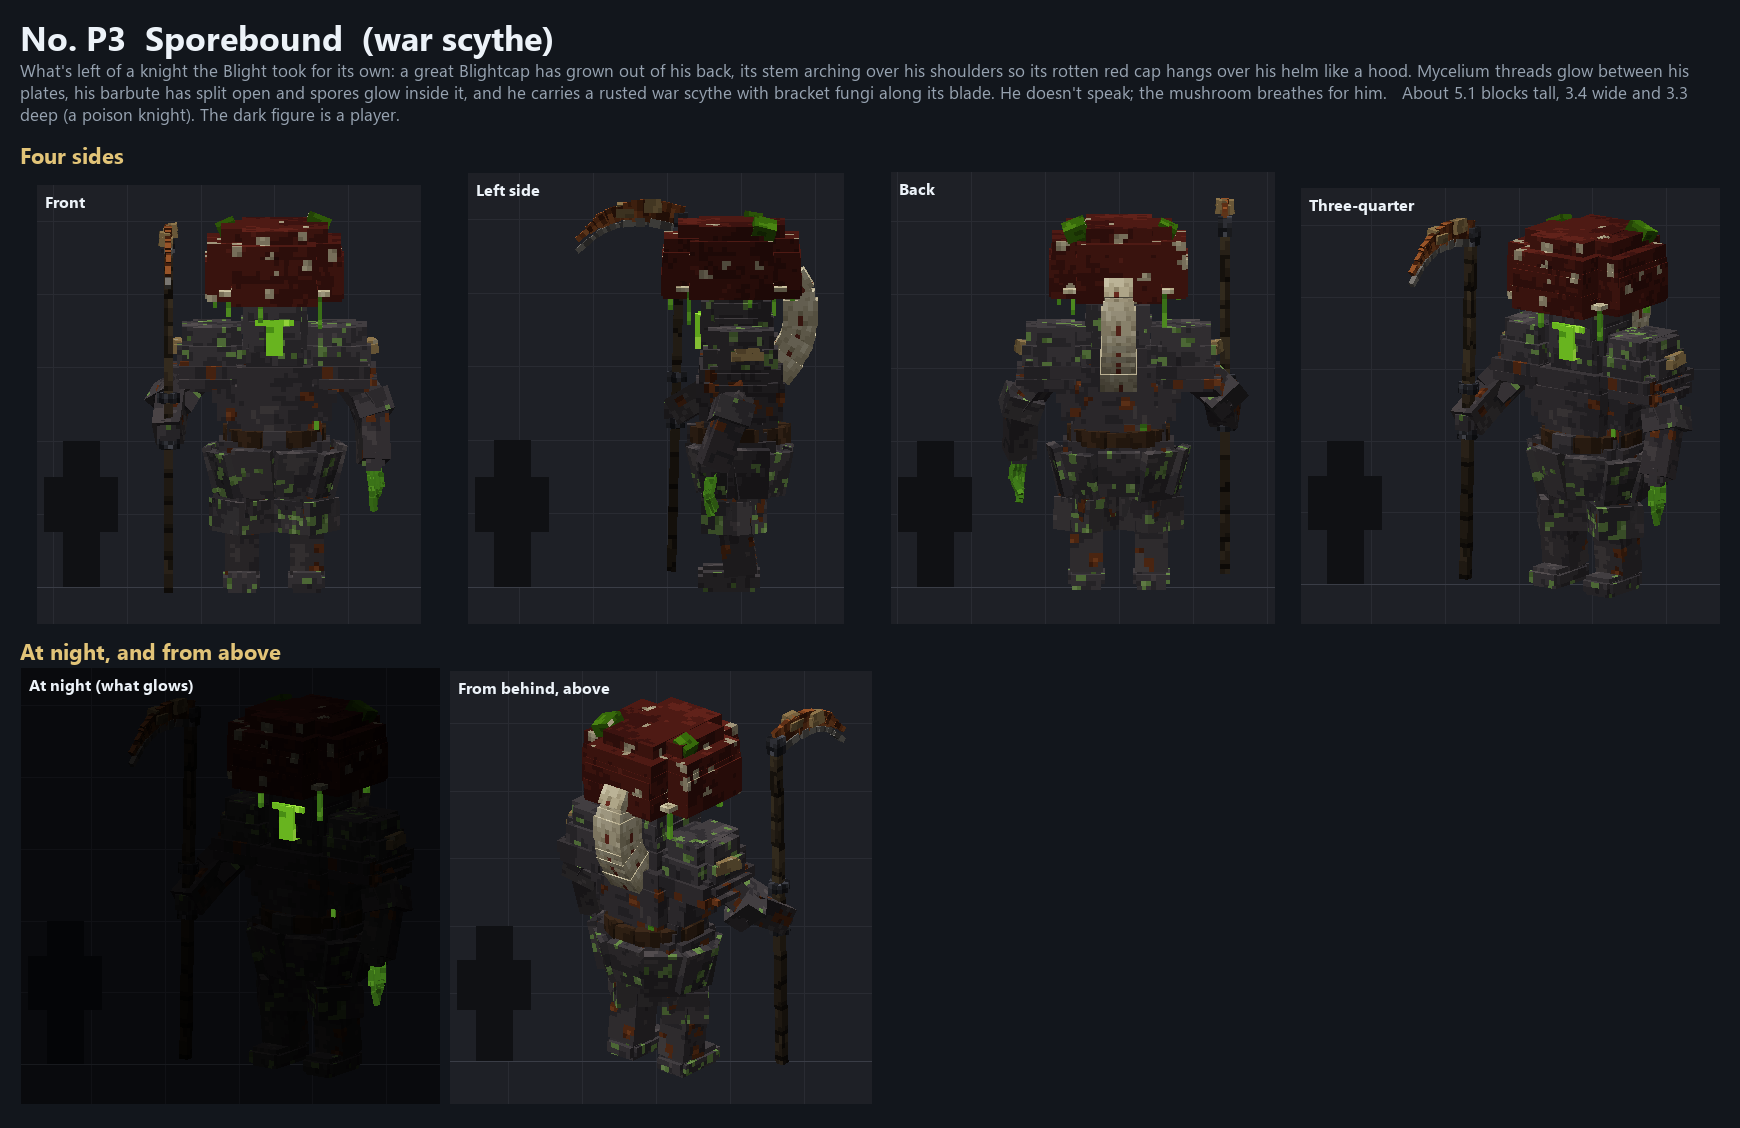 No. P3  Sporebound  (war scythe)
What's left of a knight the Blight took for its own: a great Blightcap has grown out of his back, its stem arching over his shoulders so its rotten red cap hangs over his helm like a hood. Mycelium threads glow between his
plates, his barbute has split open and spores glow inside it, and he carries a rusted war scythe with bracket fungi along its blade. He doesn't speak; the mushroom breathes for him.   About 5.1 blocks tall, 3.4 wide and 3.3
deep (a poison knight). The dark figure is a player.
Four sides
Front
Left side
Back
Three-quarter
At night, and from above
At night (what glows)
From behind, above